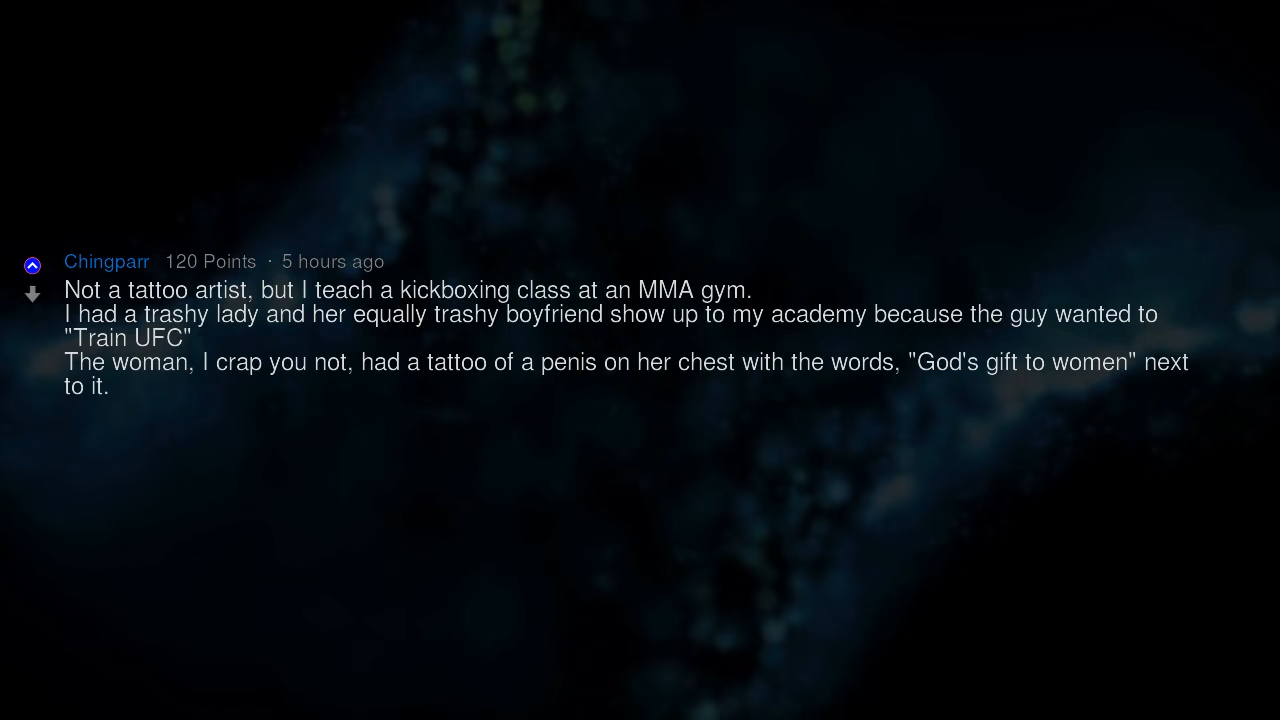 Chingparr 120 Points · 5 hours ago
Not a tattoo artist, but I teach a kickboxing class at an MMA gym.
I had a trashy lady and her equally trashy boyfriend show up to my academy because the guy wanted to
"Train UFC"
The woman, I crap you not, had a tattoo of a penis on her chest with the words, "God's gift to women" next
to it.